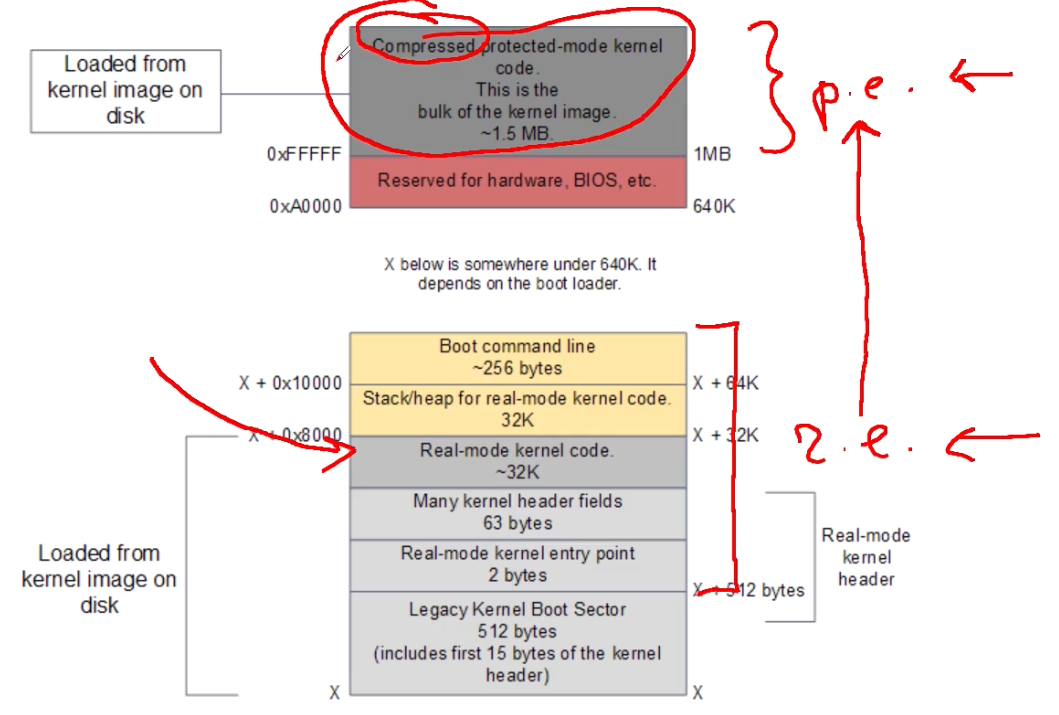 Compressed protected-mode kernel
code.
This is the
bulk of the kernel image.
~1.5 MB.
Loaded from
kernel image on
disk
p.e.
0xFFFFF
1MB
Reserved for hardware, BIOS, etc.
0xA0000
640K
X below is somewhere under 640K. It
depends on the boot loader.
Boot command line
~256 bytes
X + 0x10000
X + 64K
Stack/heap for real-mode kernel code.
32K
X + 0x8000
X + 32K
r.e.
Real-mode kernel code.
~32K
Many kernel header fields
63 bytes
Real-mode kernel entry point
2 bytes
Real-mode
kernel
header
X + 512 bytes
Loaded from
kernel image on
disk
Legacy Kernel Boot Sector
512 bytes
(includes first 15 bytes of the kernel
header)
X
X